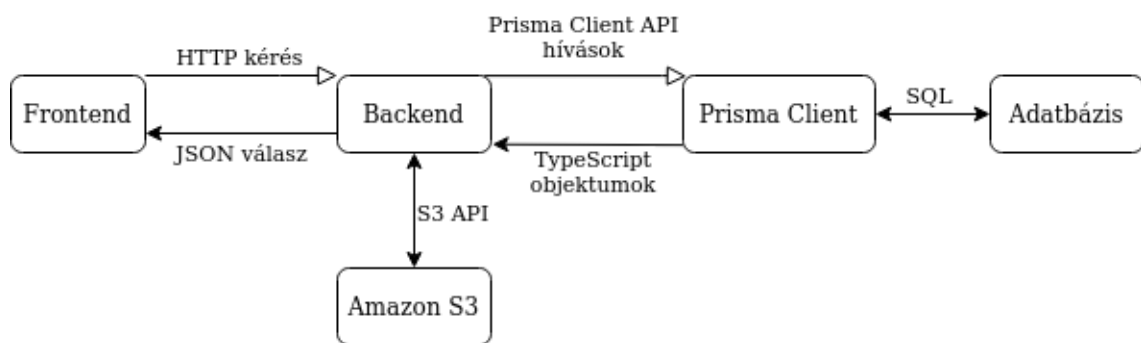 Prisma Client API
hívások
HTTP kérés
SQL
Frontend
Backend
Prisma Client
Adatbázis
JSON válasz
TypeScript
objektumok
S3 API
Amazon S3